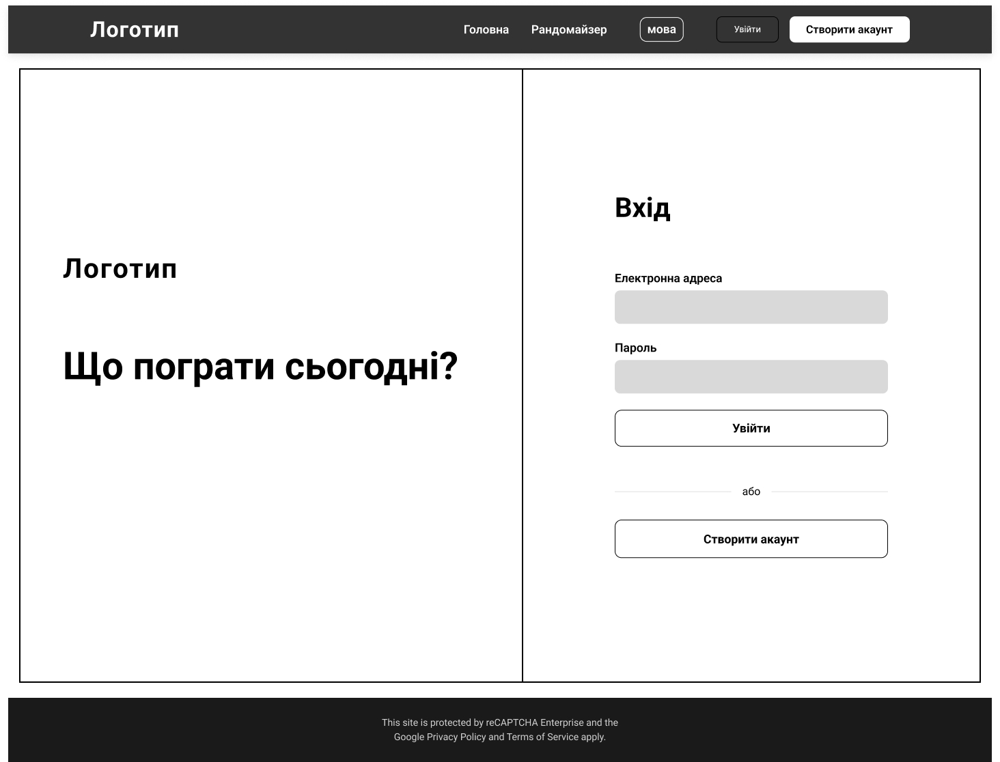 Логотип
Головна
Рандомайзер
мова
Увійти
Створити акаунт
Логотип
Що пограти сьогодні?
Вхід
Електронна адреса
Пароль
Увійти
або
Створити акаунт
This site is protected by reCAPTCHA Enterprise and the
Google Privacy Policy and Terms of Service apply.